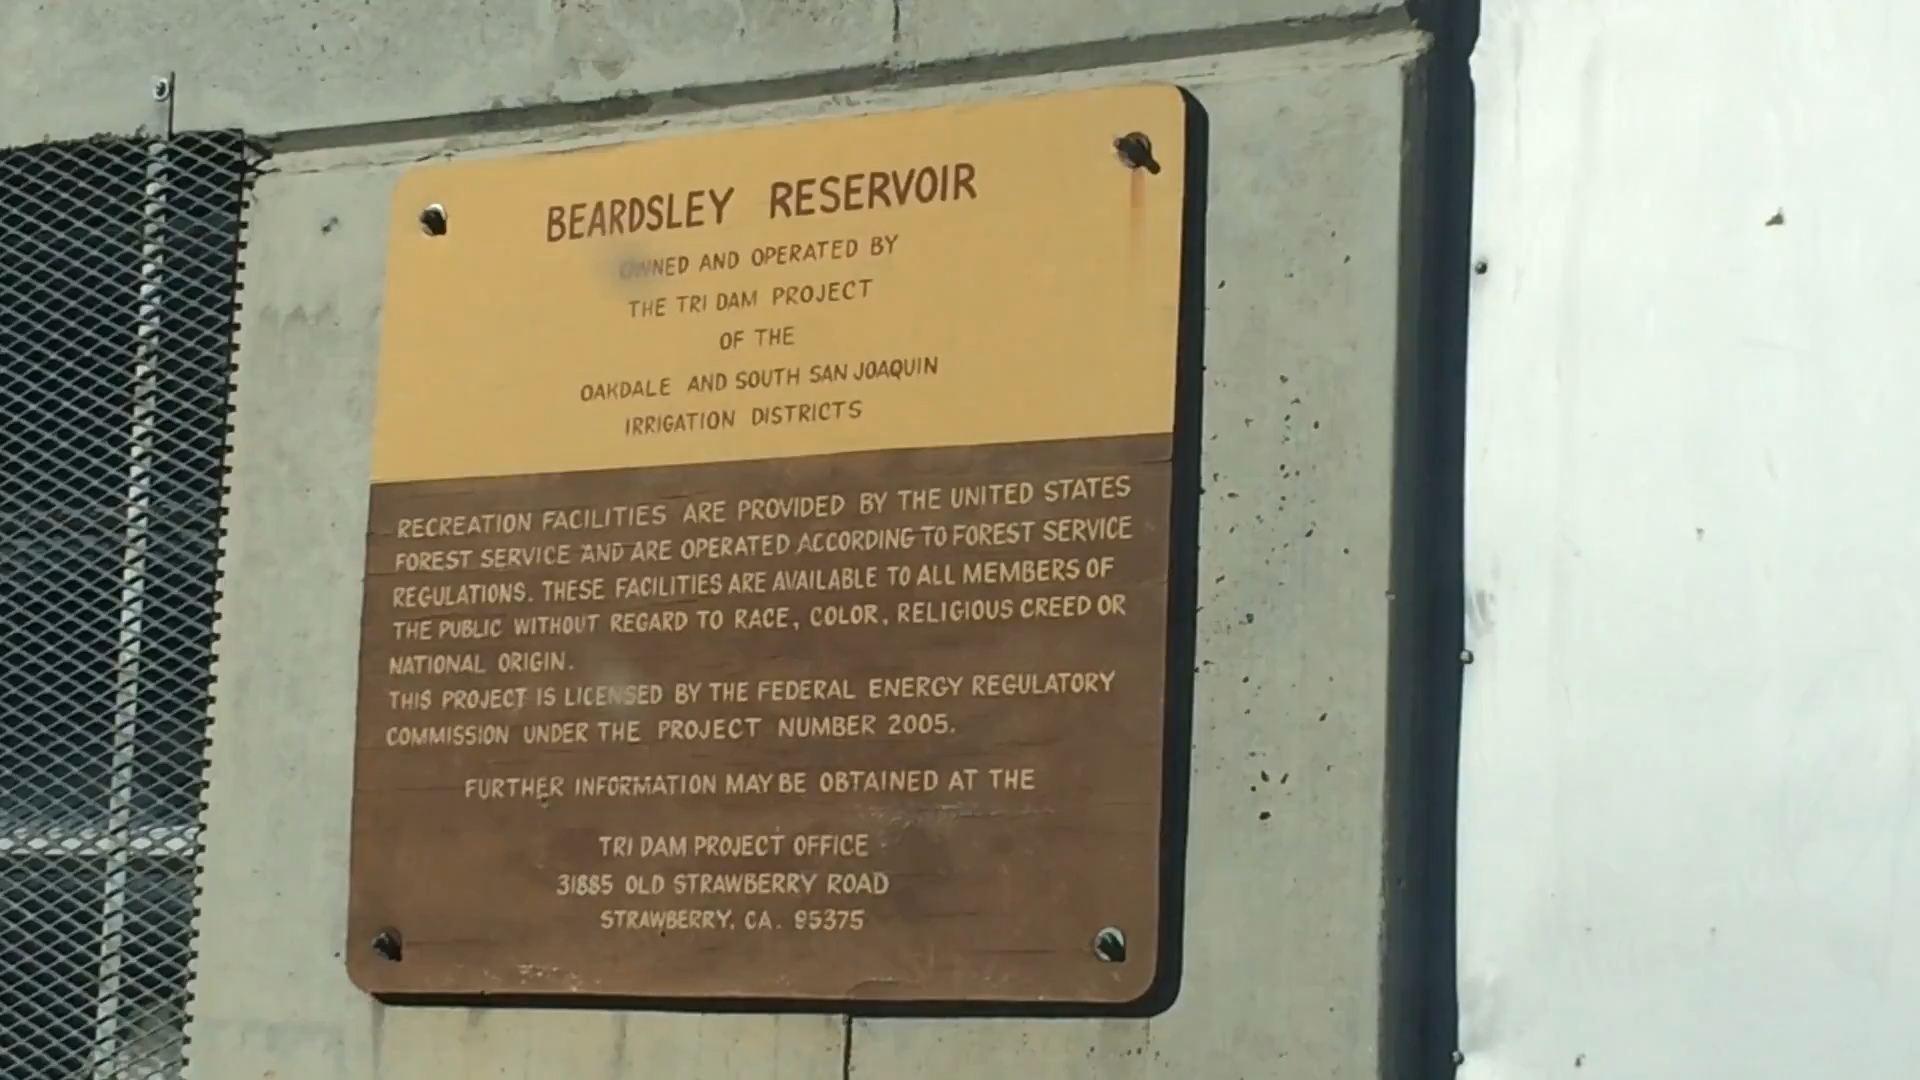 BEARDSLEY RESERVOIR
OWNED AND OPERATED BY
THE TRI DAM PROJECT
OF THE
OAKDALE AND SOUTH SAN JOAQUIN
IRRIGATION DISTRICTS
RECREATION FACILITIES ARE PROVIDED BY THE UNITED STATES
FOREST SERVICE AND ARE OPERATED ACCORDING TO FOREST SERVICE
REGULATIONS. THESE FACILITIES ARE AVAILABLE TO ALL MEMBERS OF
THE PUBLIC WITHOUT REGARD TO RACE, COLOR, RELIGIOUS CREED OR
NATIONAL ORIGIN.
THIS PROJECT IS LICENSED BY THE FEDERAL ENERGY REGULATORY
COMMISSION UNDER THE PROJECT NUMBER 2005.
FURTHER INFORMATION MAY BE OBTAINED AT THE
TRI DAM PROJECT OFFICE
31885 OLD STRAWBERRY ROAD
STRAWBERRY, CA. 95375